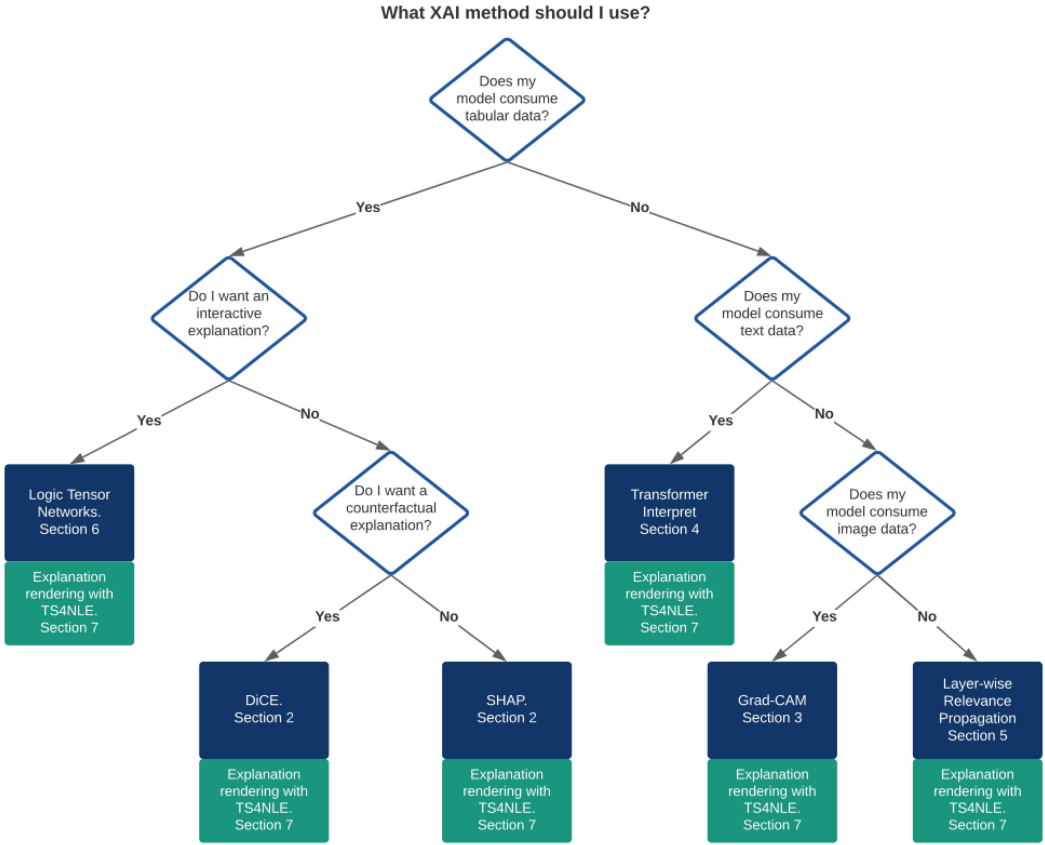 What XAI method should I use?
Does my
model consume
tabular data?
Yes
No
Do I want an
interactive
explanation?
Does my
model consume
text data?
Yes
No
Yes
No
Logic Tensor
Networks.
Section 6
Explanation
rendering with
TS4NLE.
Section 7
Do I want a
counterfactual
explanation?
Transformer
Interpret
Section 4
Explanation
rendering with
TS4NLE.
Section 7
Does my
model consume
image data?
Yes
No
Yes
No
DiCE.
Section 2
Explanation
rendering with
TS4NLE.
Section 7
SHAP.
Section 2
Explanation
rendering with
TS4NLE.
Section 7
Grad-CAM
Section 3
Explanation
rendering with
TS4NLE.
Section 7
Layer-wise
Relevance
Propagation
Section 5
Explanation
rendering with
TS4NLE.
Section 7